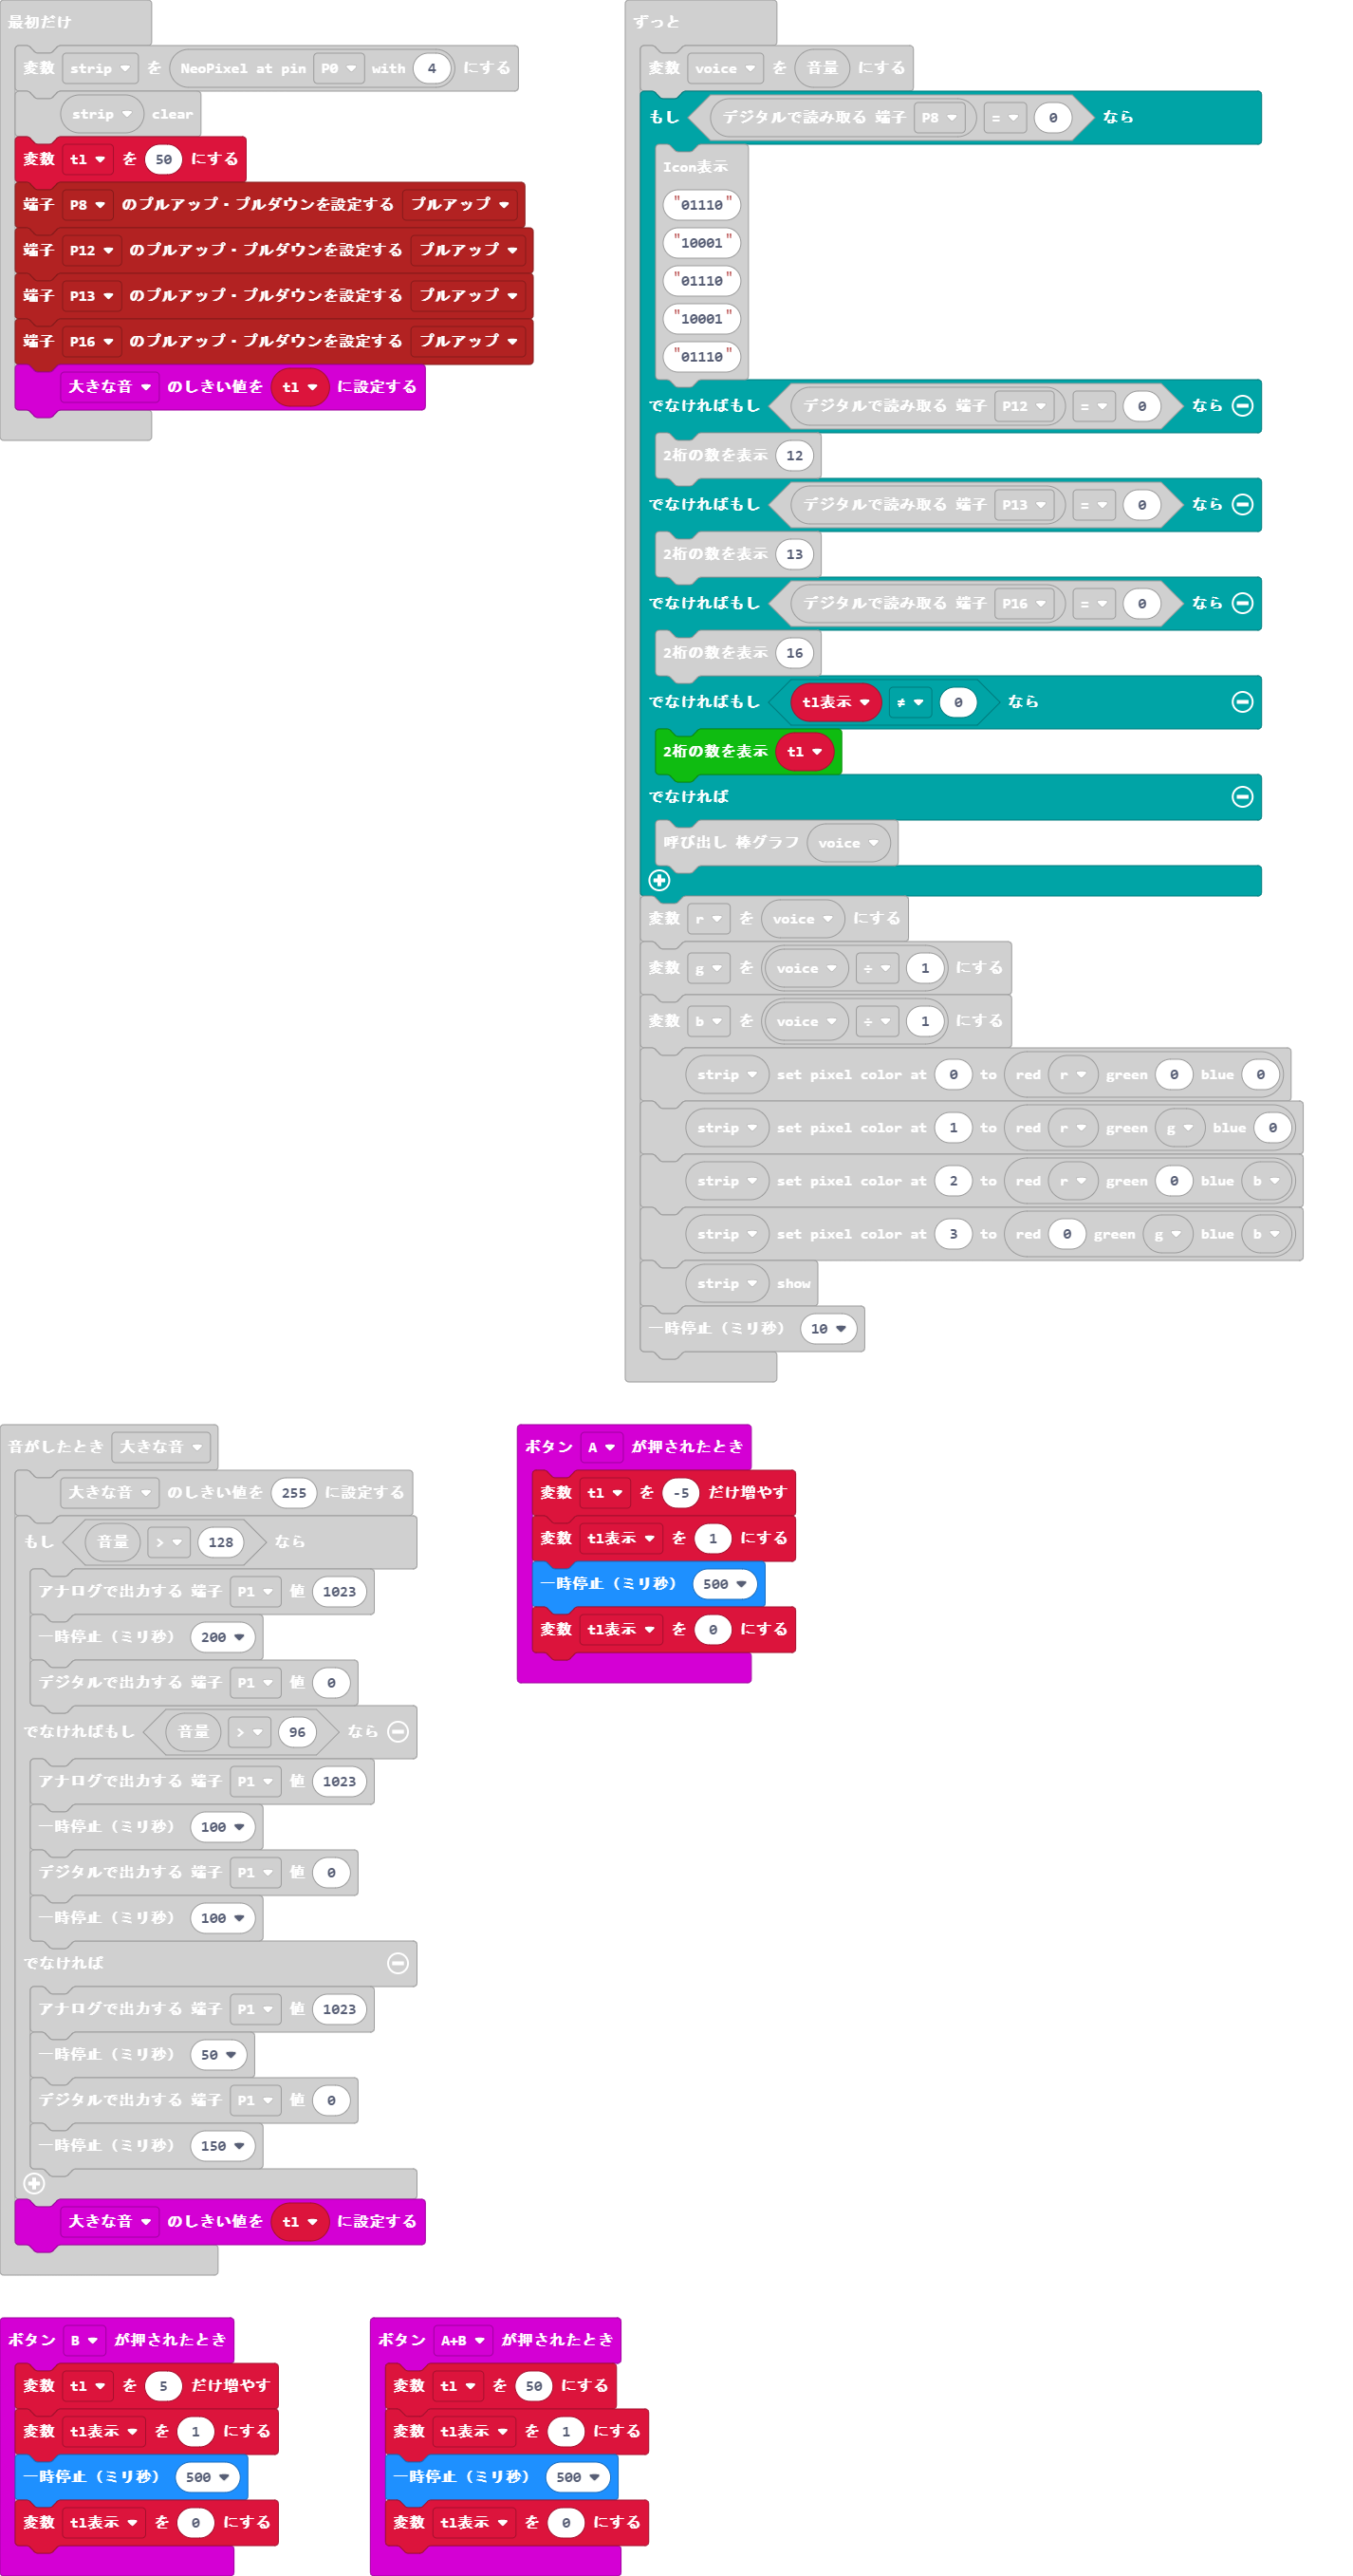 最初だけ
変数 strip を NeoPixel at pin P0 with 4 にする
strip clear
変数 tl を 50 にする
端子 P8 のプルアップ・プルダウンを設定する プルアップ
端子 P12 のプルアップ・プルダウンを設定する プルアップ
端子 P13 のプルアップ・プルダウンを設定する プルアップ
端子 P16 のプルアップ・プルダウンを設定する プルアップ
大きな音 のしきい値を tl に設定する
ずっと
変数 voice を 音量 にする
もし デジタルで読み取る 端子 P8 = 0 なら
Icon表示
"01110"
"10001"
"01110"
"10001"
"01110"
でなければもし デジタルで読み取る 端子 P12 = 0 なら
2桁の数を表示 12
でなければもし デジタルで読み取る 端子 P13 = 0 なら
2桁の数を表示 13
でなければもし デジタルで読み取る 端子 P16 = 0 なら
2桁の数を表示 16
でなければもし tl表示 ≠ 0 なら
2桁の数を表示 tl
でなければ
呼び出し 棒グラフ voice
変数 r を voice にする
変数 g を voice ÷ 1 にする
変数 b を voice ÷ 1 にする
strip set pixel color at 0 to red r green 0 blue 0
strip set pixel color at 1 to red r green g blue 0
strip set pixel color at 2 to red r green 0 blue b
strip set pixel color at 3 to red 0 green g blue b
strip show
一時停止（ミリ秒） 10
音がしたとき 大きな音
大きな音 のしきい値を 255 に設定する
もし 音量 > 128 なら
アナログで出力する 端子 P1 値 1023
一時停止（ミリ秒） 200
デジタルで出力する 端子 P1 値 0
でなければもし 音量 > 96 なら
アナログで出力する 端子 P1 値 1023
一時停止（ミリ秒） 100
デジタルで出力する 端子 P1 値 0
一時停止（ミリ秒） 100
でなければ
アナログで出力する 端子 P1 値 1023
一時停止（ミリ秒） 50
デジタルで出力する 端子 P1 値 0
一時停止（ミリ秒） 150
大きな音 のしきい値を tl に設定する
ボタン A が押されたとき
変数 tl を -5 だけ増やす
変数 tl表示 を 1 にする
一時停止（ミリ秒） 500
変数 tl表示 を 0 にする
ボタン B が押されたとき
変数 tl を 5 だけ増やす
変数 tl表示 を 1 にする
一時停止（ミリ秒） 500
変数 tl表示 を 0 にする
ボタン A+B が押されたとき
変数 tl を 50 にする
変数 tl表示 を 1 にする
一時停止（ミリ秒） 500
変数 tl表示 を 0 にする